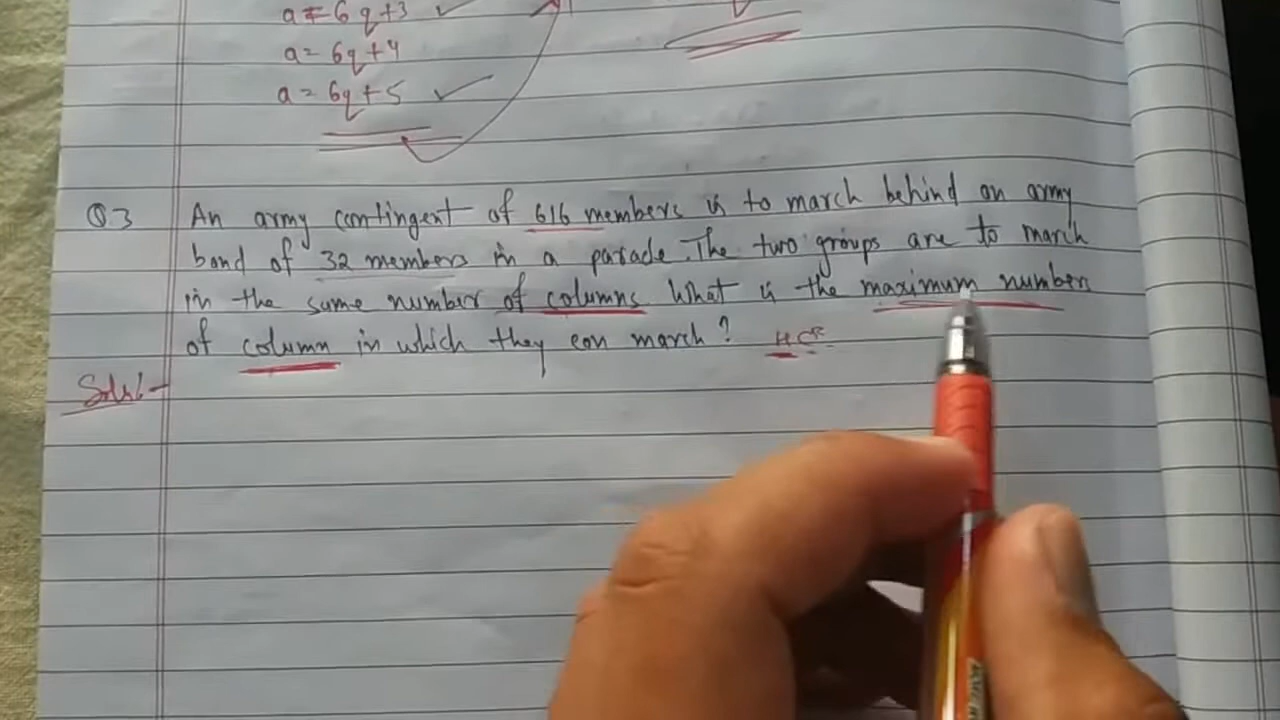 a = 6q+3
a = 6q+4
a = 6q+5
Q3 An army contingent of 616 members is to march behind an army
band of 32 members in a parade. The two groups are to march
in the same number of columns What is the maximum number
of column in which they can march? HCF
Sol:-